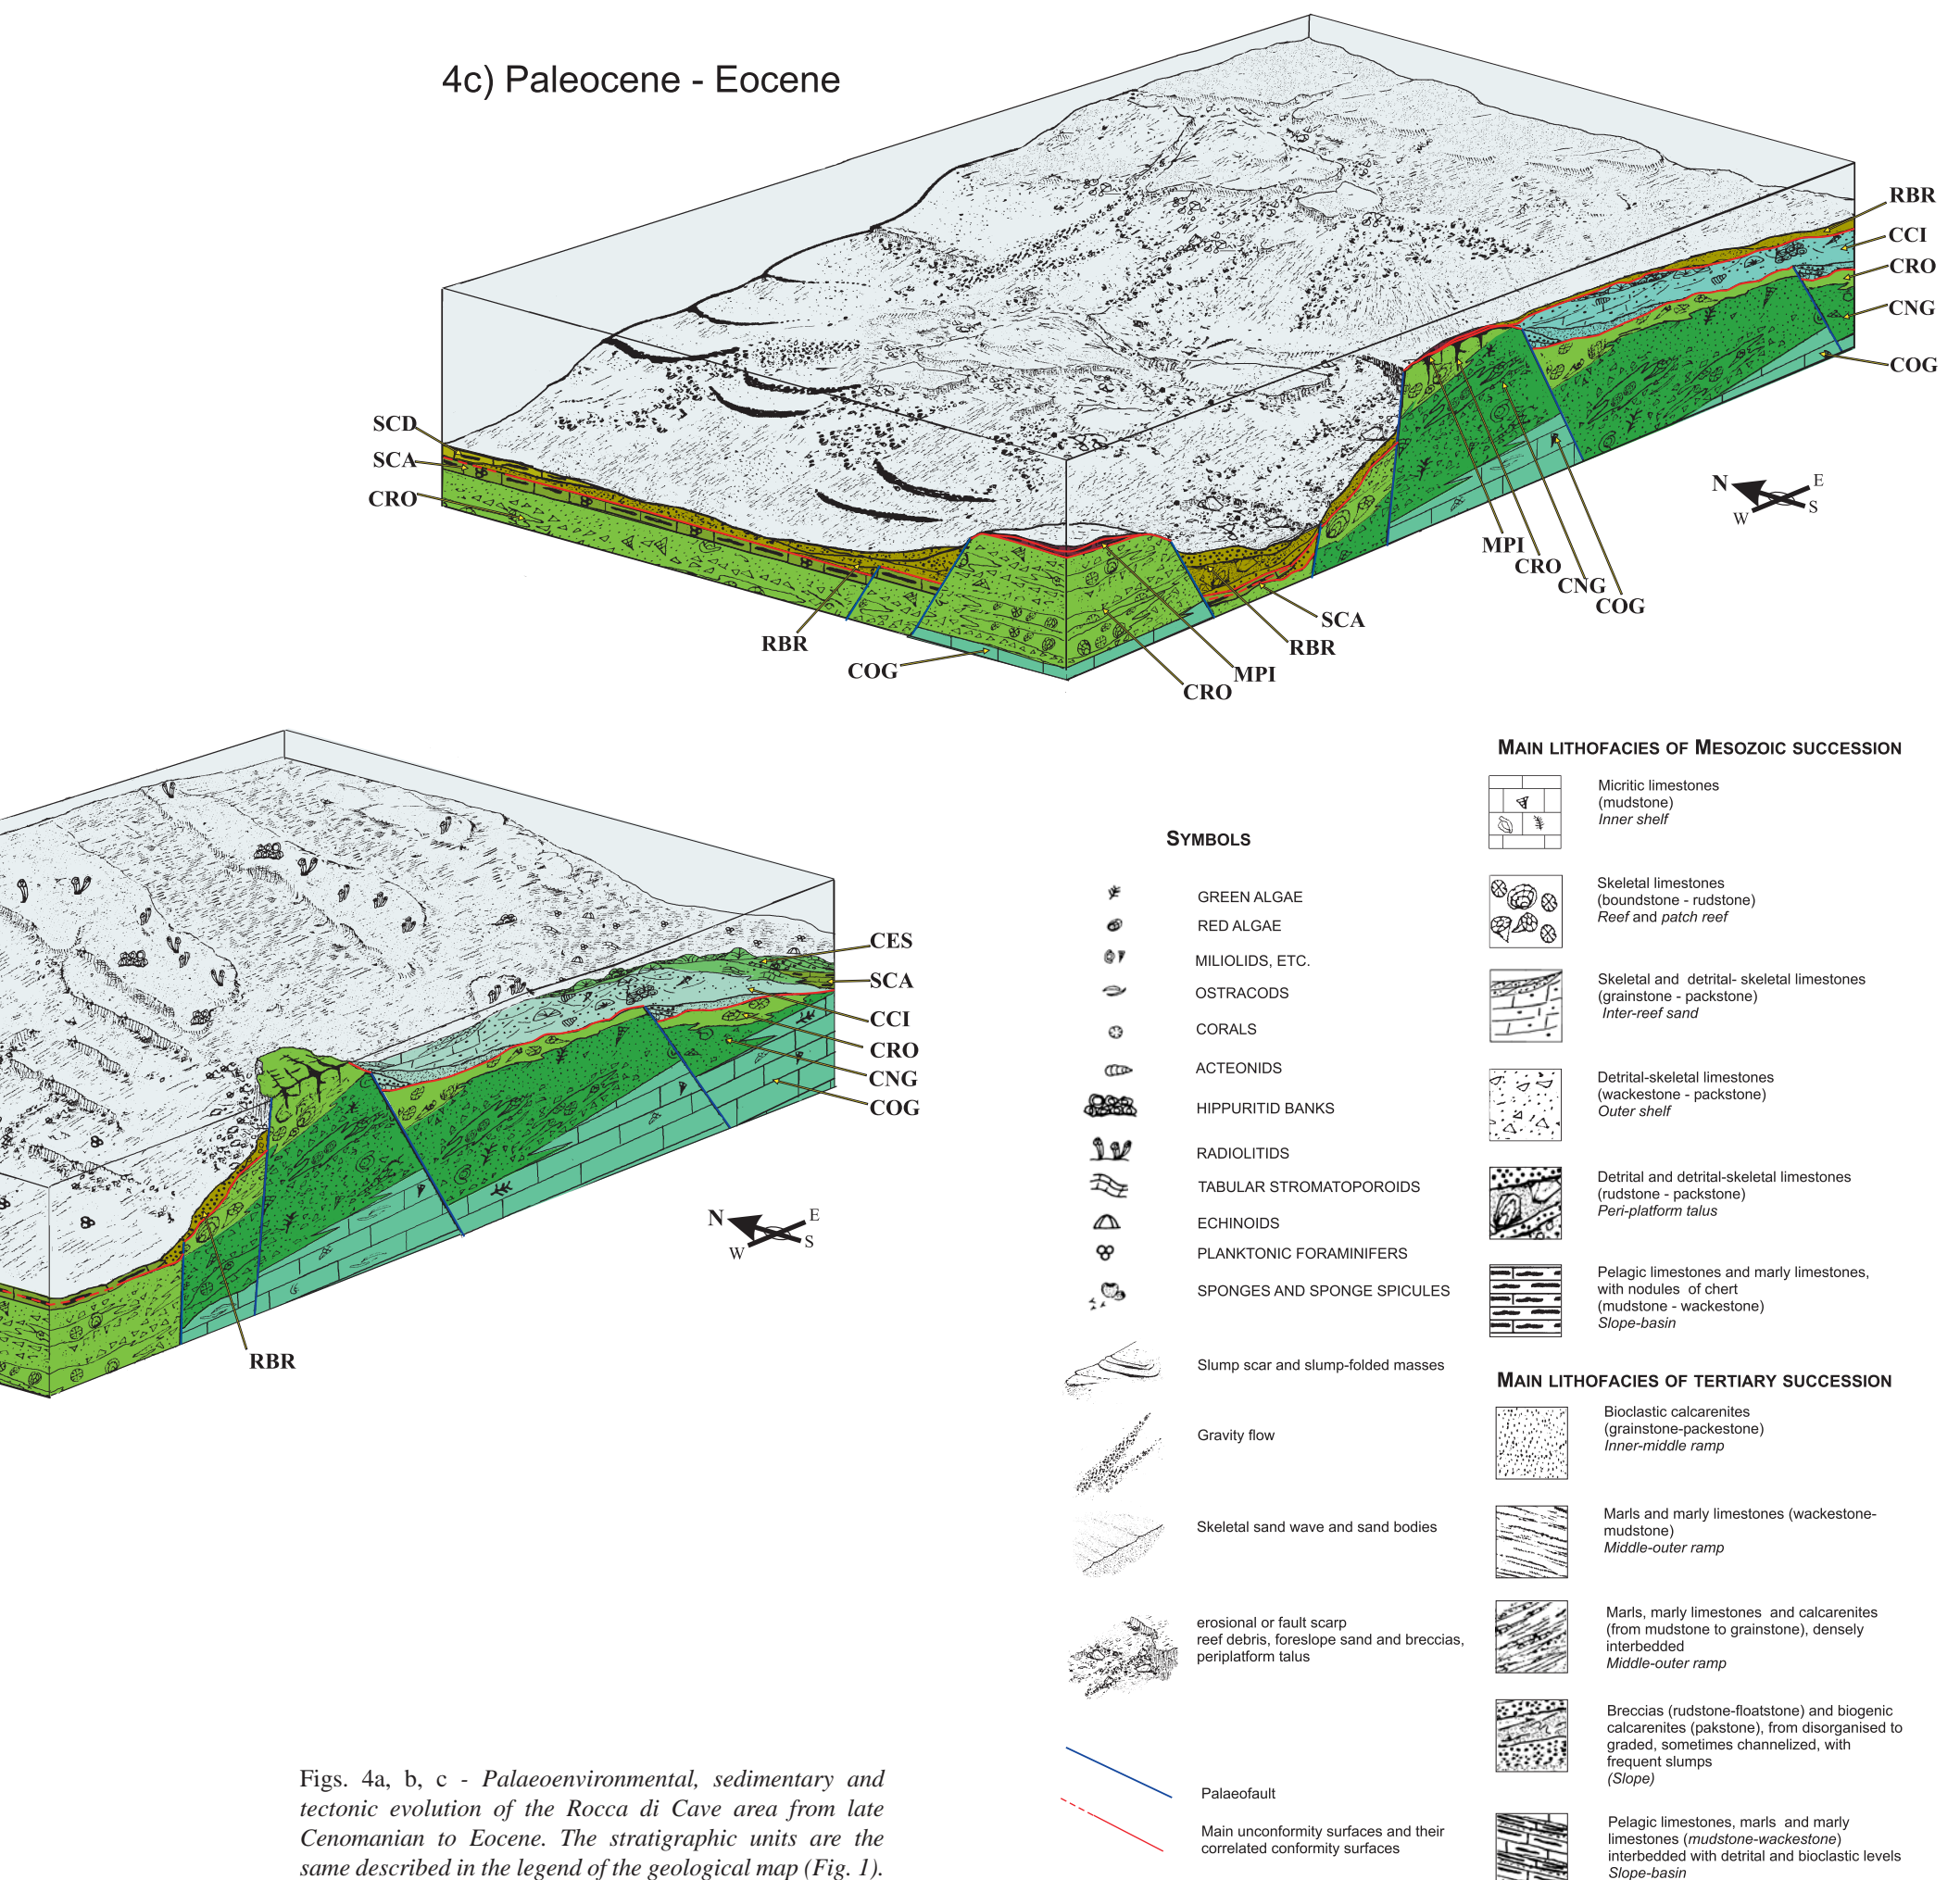 4c) Paleocene - Eocene
RBR
CCI
CRO
CNG
COG
SCD
SCA
CRO
N
E
W
S
MPI
CRO
CNG
COG
SCA
RBR
MPI
CRO
RBR
COG
CES
SCA
CCI
CRO
CNG
COG
N
E
W
S
RBR
SYMBOLS
GREEN ALGAE
RED ALGAE
MILIOLIDS, ETC.
OSTRACODS
CORALS
ACTEONIDS
HIPPURITID BANKS
RADIOLITIDS
TABULAR STROMATOPOROIDS
ECHINOIDS
PLANKTONIC FORAMINIFERS
SPONGES AND SPONGE SPICULES
Slump scar and slump-folded masses
Gravity flow
Skeletal sand wave and sand bodies
erosional or fault scarp
reef debris, foreslope sand and breccias,
periplatform talus
Palaeofault
Main unconformity surfaces and their
correlated conformity surfaces
MAIN LITHOFACIES OF MESOZOIC SUCCESSION
Micritic limestones
(mudstone)
Inner shelf
Skeletal limestones
(boundstone - rudstone)
Reef and patch reef
Skeletal and detrital- skeletal limestones
(grainstone - packstone)
Inter-reef sand
Detrital-skeletal limestones
(wackestone - packstone)
Outer shelf
Detrital and detrital-skeletal limestones
(rudstone - packstone)
Peri-platform talus
Pelagic limestones and marly limestones,
with nodules of chert
(mudstone - wackestone)
Slope-basin
MAIN LITHOFACIES OF TERTIARY SUCCESSION
Bioclastic calcarenites
(grainstone-packestone)
Inner-middle ramp
Marls and marly limestones (wackestone-
mudstone)
Middle-outer ramp
Marls, marly limestones and calcarenites
(from mudstone to grainstone), densely
interbedded
Middle-outer ramp
Breccias (rudstone-floatstone) and biogenic
calcarenites (pakstone), from disorganised to
graded, sometimes channelized, with
frequent slumps
(Slope)
Pelagic limestones, marls and marly
limestones (mudstone-wackestone)
interbedded with detrital and bioclastic levels
Slope-basin
Figs. 4a, b, c - Palaeoenvironmental, sedimentary and
tectonic evolution of the Rocca di Cave area from late
Cenomanian to Eocene. The stratigraphic units are the
same described in the legend of the geological map (Fig. 1).